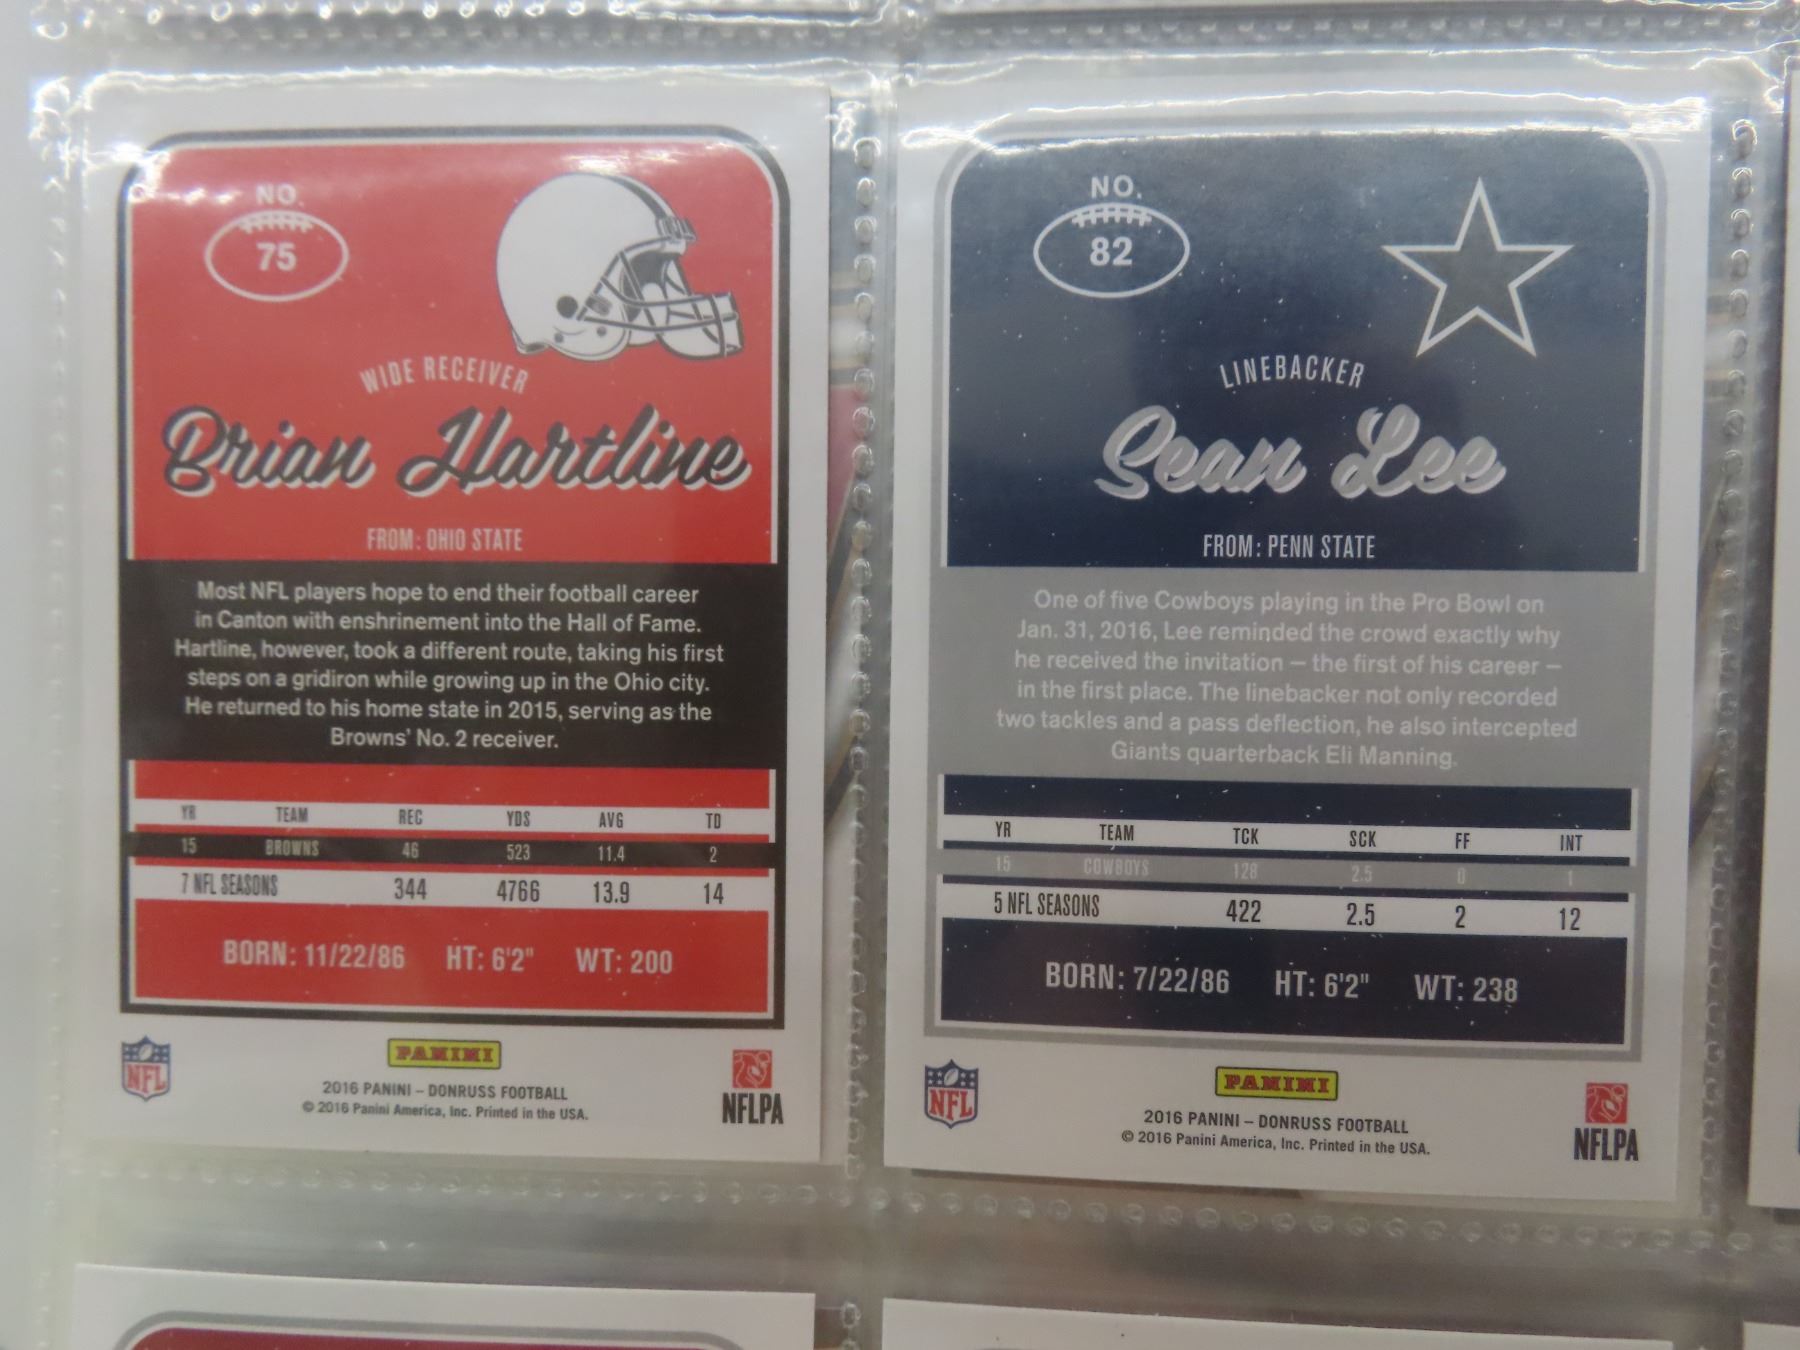 NO.
75
WIDE RECEIVER
Brian Hartline
FROM: OHIO STATE
Most NFL players hope to end their football career
in Canton with enshrinement into the Hall of Fame.
Hartline, however, took a different route, taking his first
steps on a gridiron while growing up in the Ohio city.
He returned to his home state in 2015, serving as the
Browns' No. 2 receiver.
YR TEAM REC YDS AVG TD
15 BROWNS 46 523 11.4 2
7 NFL SEASONS 344 4766 13.9 14
BORN: 11/22/86 HT: 6'2" WT: 200
NFL
PANINI
2016 PANINI – DONRUSS FOOTBALL
© 2016 Panini America, Inc. Printed in the USA.
NFLPA
NO.
82
LINEBACKER
Sean Lee
FROM: PENN STATE
One of five Cowboys playing in the Pro Bowl on
Jan. 31, 2016, Lee reminded the crowd exactly why
he received the invitation – the first of his career –
in the first place. The linebacker not only recorded
two tackles and a pass deflection, he also intercepted
Giants quarterback Eli Manning.
YR TEAM TCK SCK FF INT
15 COWBOYS 128 2.5 0 1
5 NFL SEASONS 422 2.5 2 12
BORN: 7/22/86 HT: 6'2" WT: 238
NFL
PANINI
2016 PANINI – DONRUSS FOOTBALL
© 2016 Panini America, Inc. Printed in the USA.
NFLPA